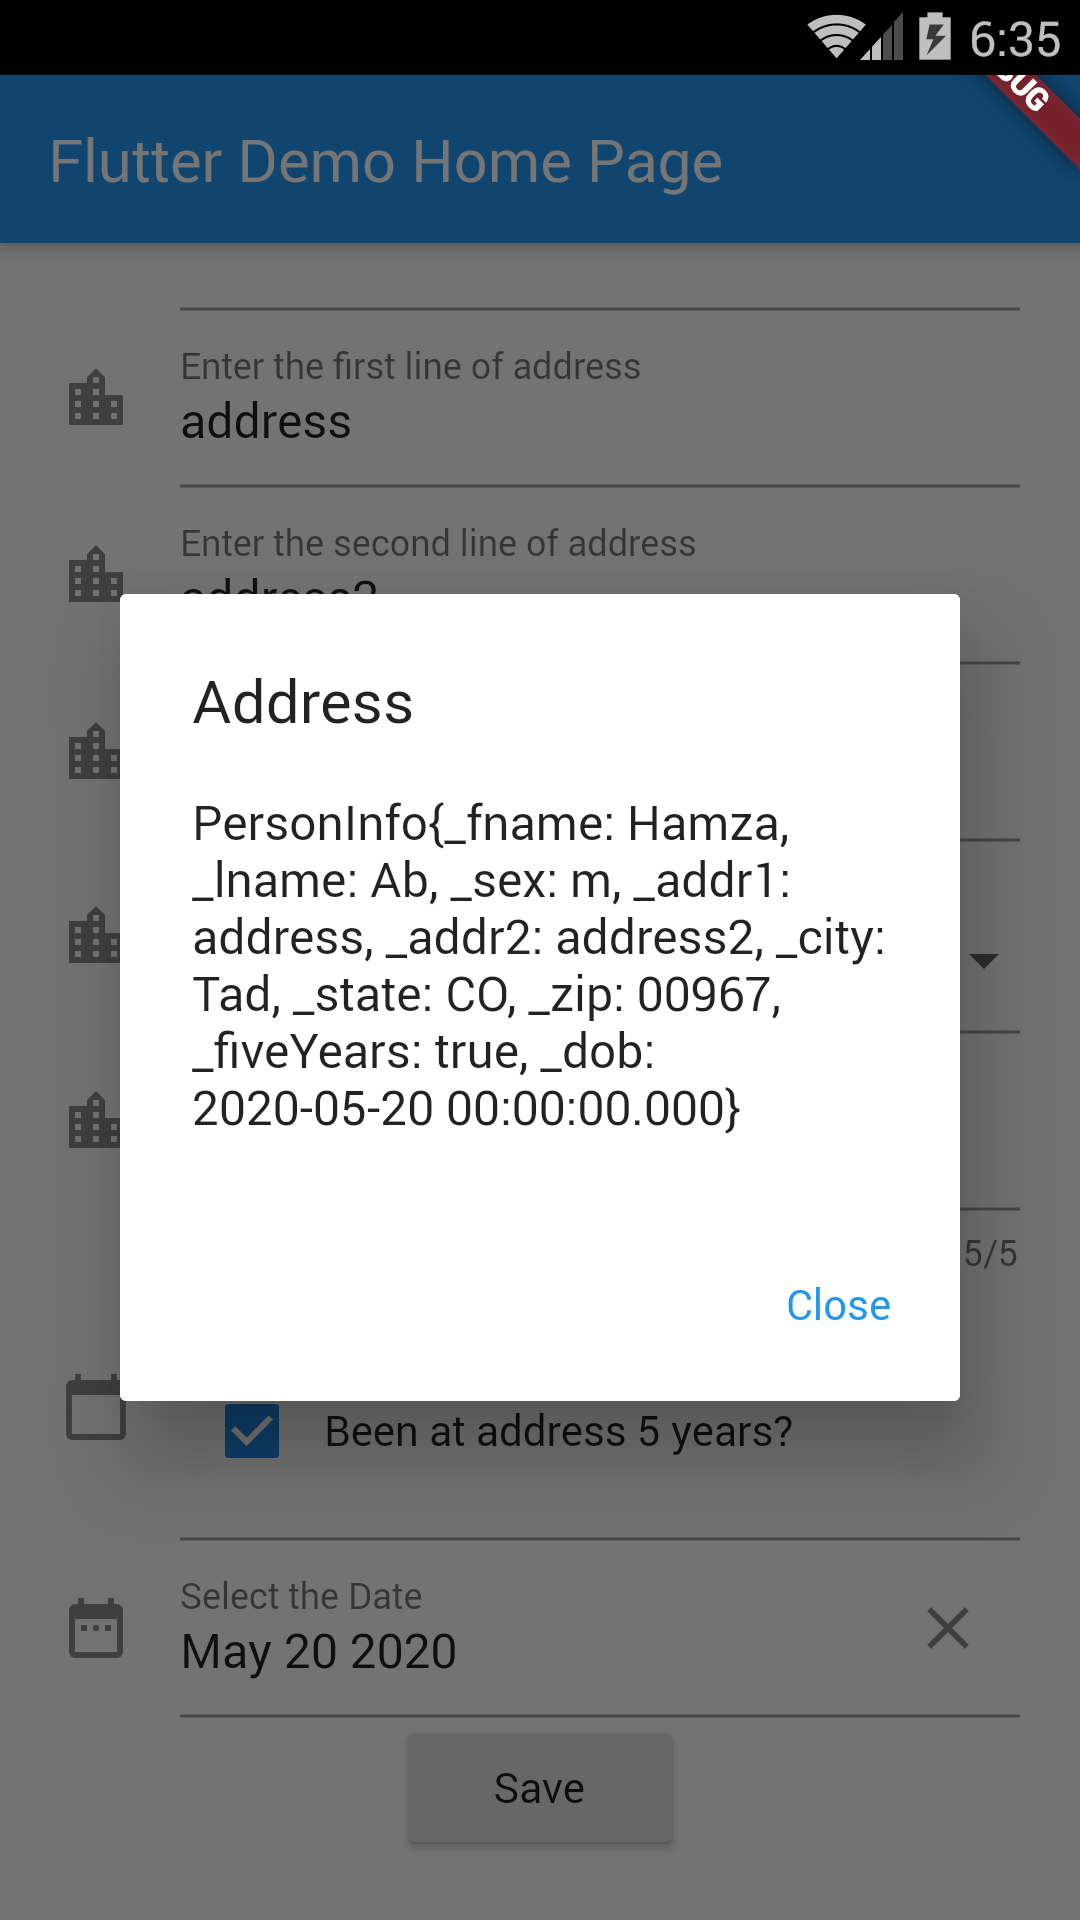 6:35
Flutter Demo Home Page
Enter the first line of address
address
Enter the second line of address
Address
PersonInfo{_fname: Hamza,
_lname: Ab, _sex: m, _addr1:
address, _addr2: address2, _city:
Tad, _state: CO, _zip: 00967,
_fiveYears: true, _dob:
2020-05-20 00:00:00.000}
5/5
Close
Been at address 5 years?
Select the Date
May 20 2020
Save